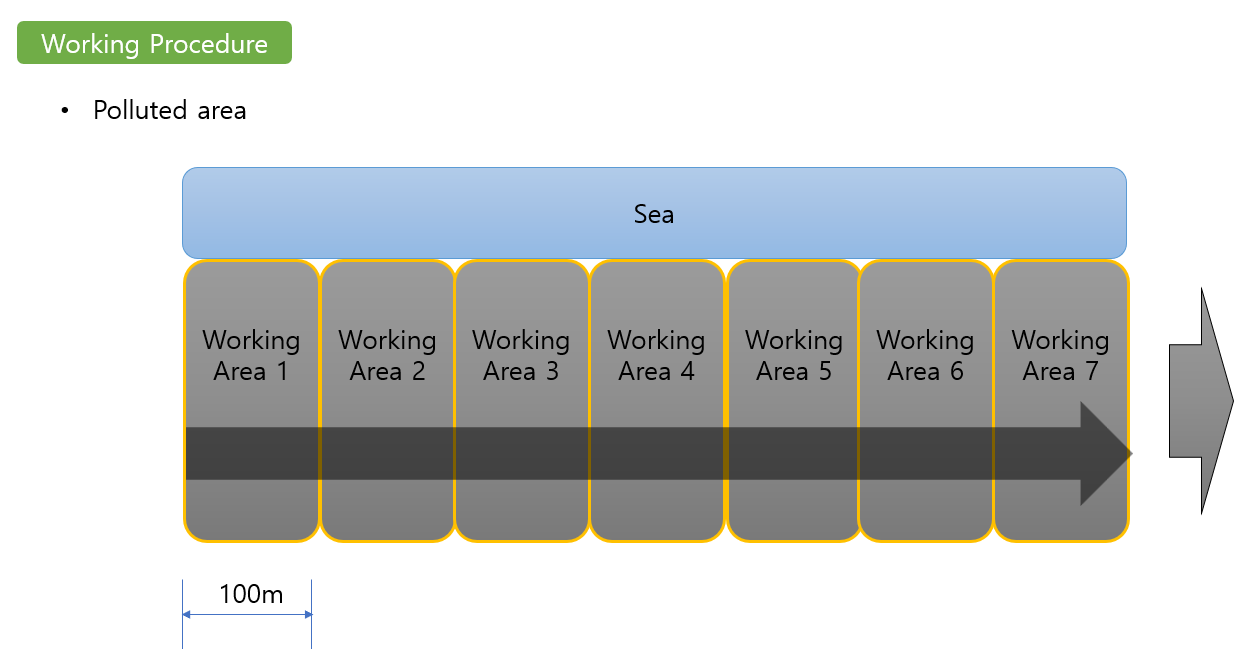 Working Procedure
• Polluted area
Sea
Working
Area 1
Working
Area 2
Working
Area 3
Working
Area 4
Working
Area 5
Working
Area 6
Working
Area 7
100m